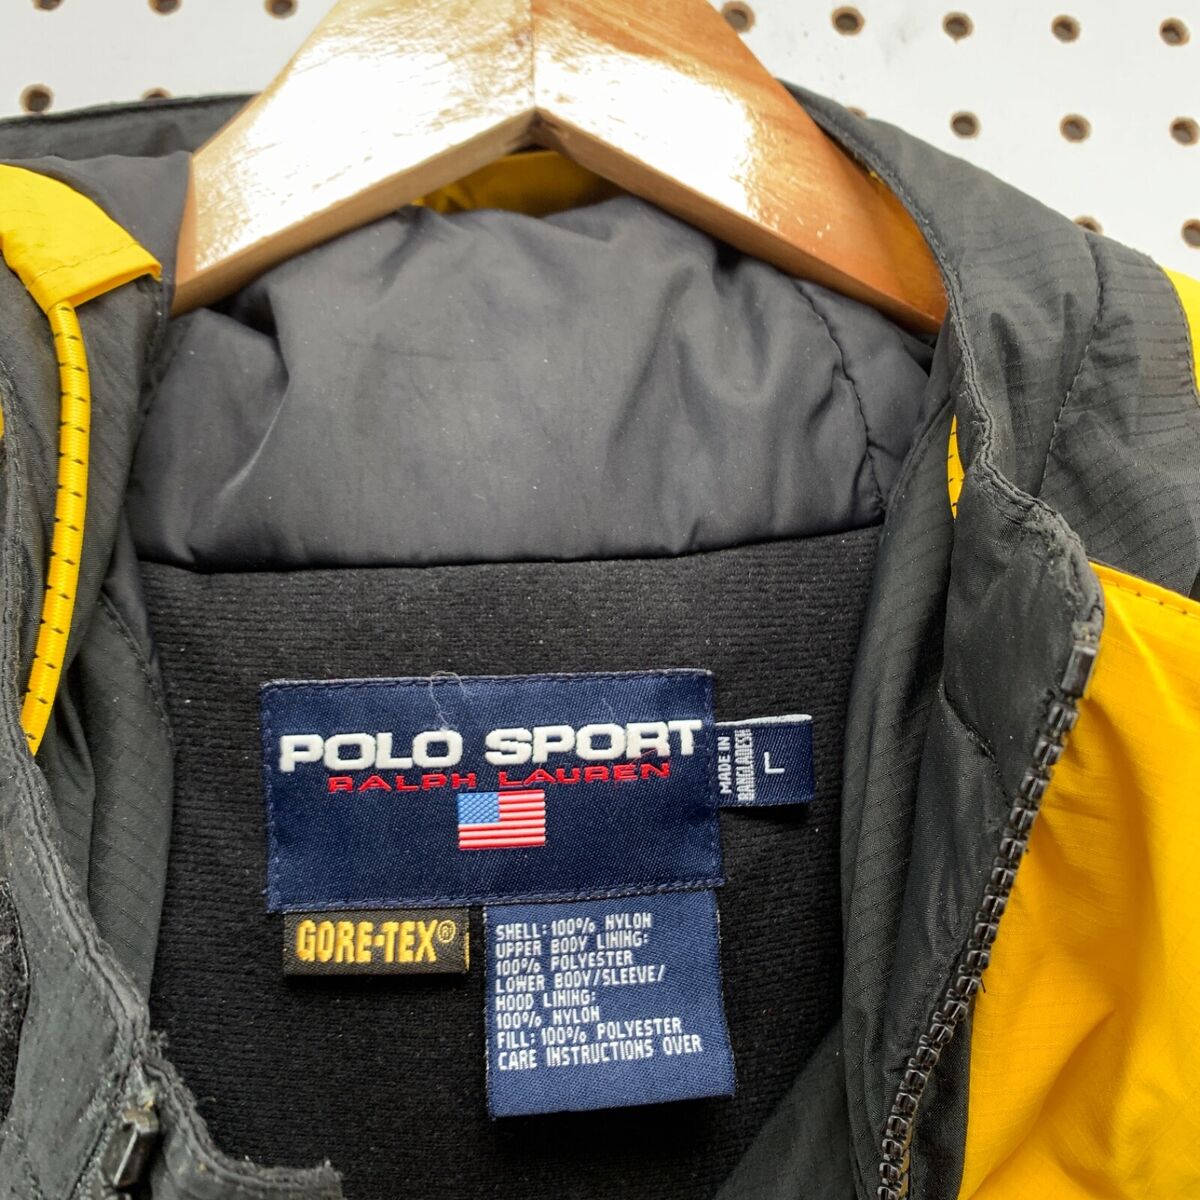 POLO SPORT
RALPH LAUREN
MADE IN
BANGLADESH
L
GORE-TEX®
SHELL: 100% NYLON
UPPER BODY LINING:
100% POLYESTER
LOWER BODY/SLEEVE/
HOOD LINING:
100% NYLON
FILL: 100% POLYESTER
CARE INSTRUCTIONS OVER